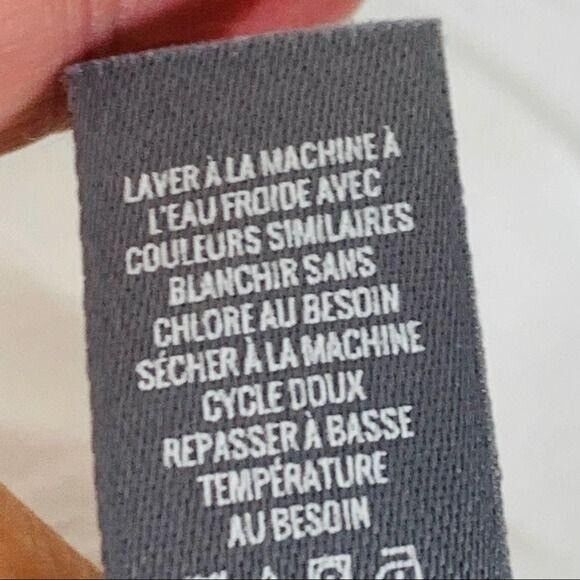 LAVER À LA MACHINE À
L'EAU FROIDE AVEC
COULEURS SIMILAIRES
BLANCHIR SANS
CHLORE AU BESOIN
SÉCHER À LA MACHINE
CYCLE DOUX
REPASSER À BASSE
TEMPÉRATURE
AU BESOIN